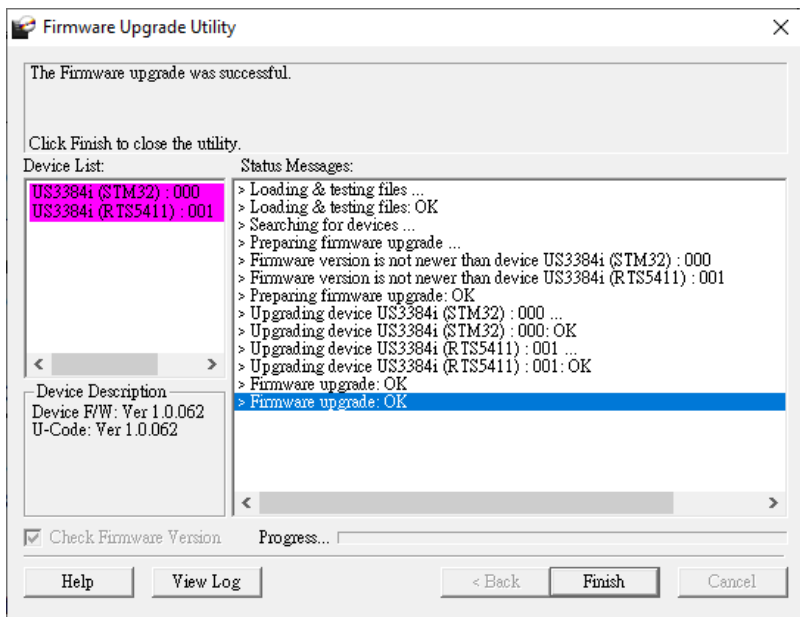 Firmware Upgrade Utility
The Firmware upgrade was successful.
Click Finish to close the utility.
Device List:
US3384i (STM32) : 000
US3384i (RTS5411) : 001
Status Messages:
> Loading & testing files ...
> Loading & testing files: OK
> Searching for devices ...
> Preparing firmware upgrade ...
> Firmware version is not newer than device US3384i (STM32) : 000
> Firmware version is not newer than device US3384i (RTS5411) : 001
> Preparing firmware upgrade: OK
> Upgrading device US3384i (STM32) : 000 ...
> Upgrading device US3384i (STM32) : 000: OK
> Upgrading device US3384i (RTS5411) : 001 ...
> Upgrading device US3384i (RTS5411) : 001: OK
> Firmware upgrade: OK
> Firmware upgrade: OK
Device Description
Device F/W: Ver 1.0.062
U-Code: Ver 1.0.062
Check Firmware Version
Progress...
Help
View Log
< Back
Finish
Cancel